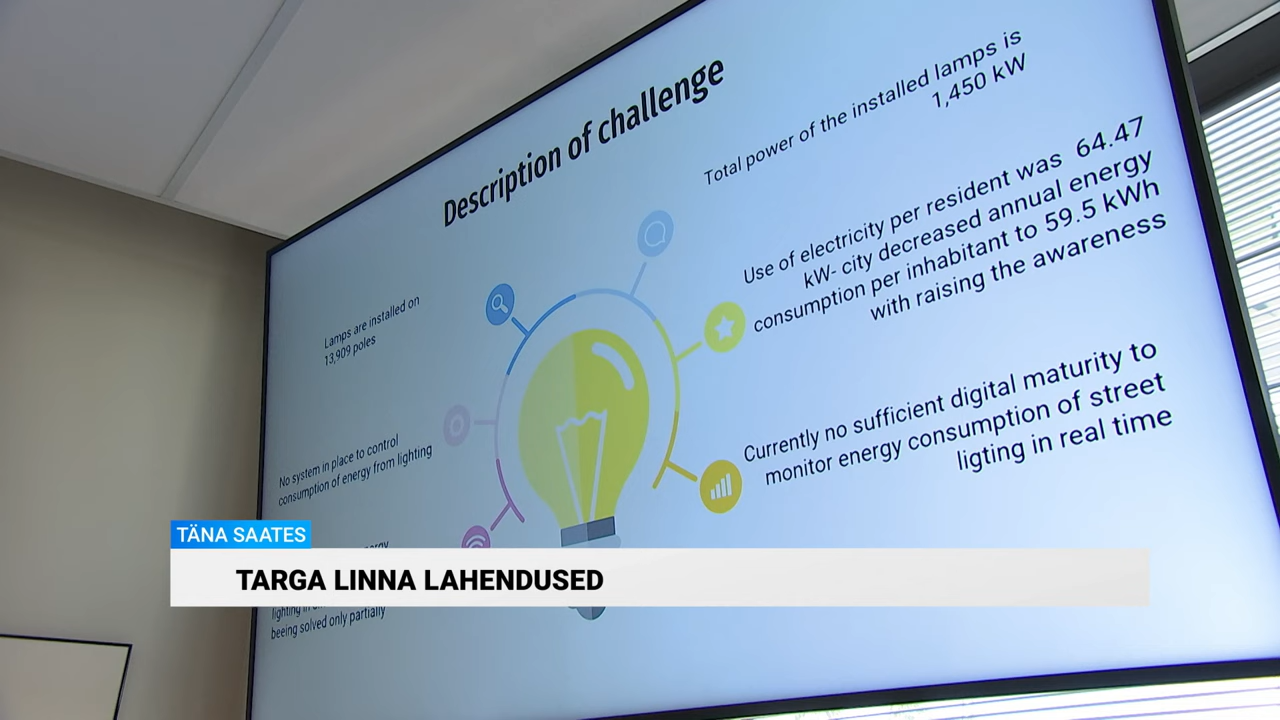 Description of challenge
Total power of the installed lamps is
1,450 kW
Use of electricity per resident was 64.47
kW- city decreased annual energy
consumption per inhabitant to 59.5 kWh
with raising the awareness
Currently no sufficient digital maturity to
monitor energy consumption of street
ligting in real time
Lamps are installed on
13,909 poles
No system in place to control
consumption of energy from lighting
lighting in
beeing solved only partially
TÄNA SAATES
TARGA LINNA LAHENDUSED